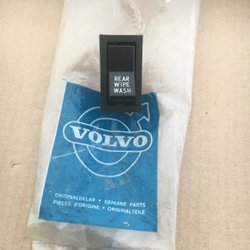 REAR
WIPE
WASH
VOLVO
ORIGINALDELAR • GENUINE PARTS
PIECES D'ORIGINE • ORIGINALTEILE